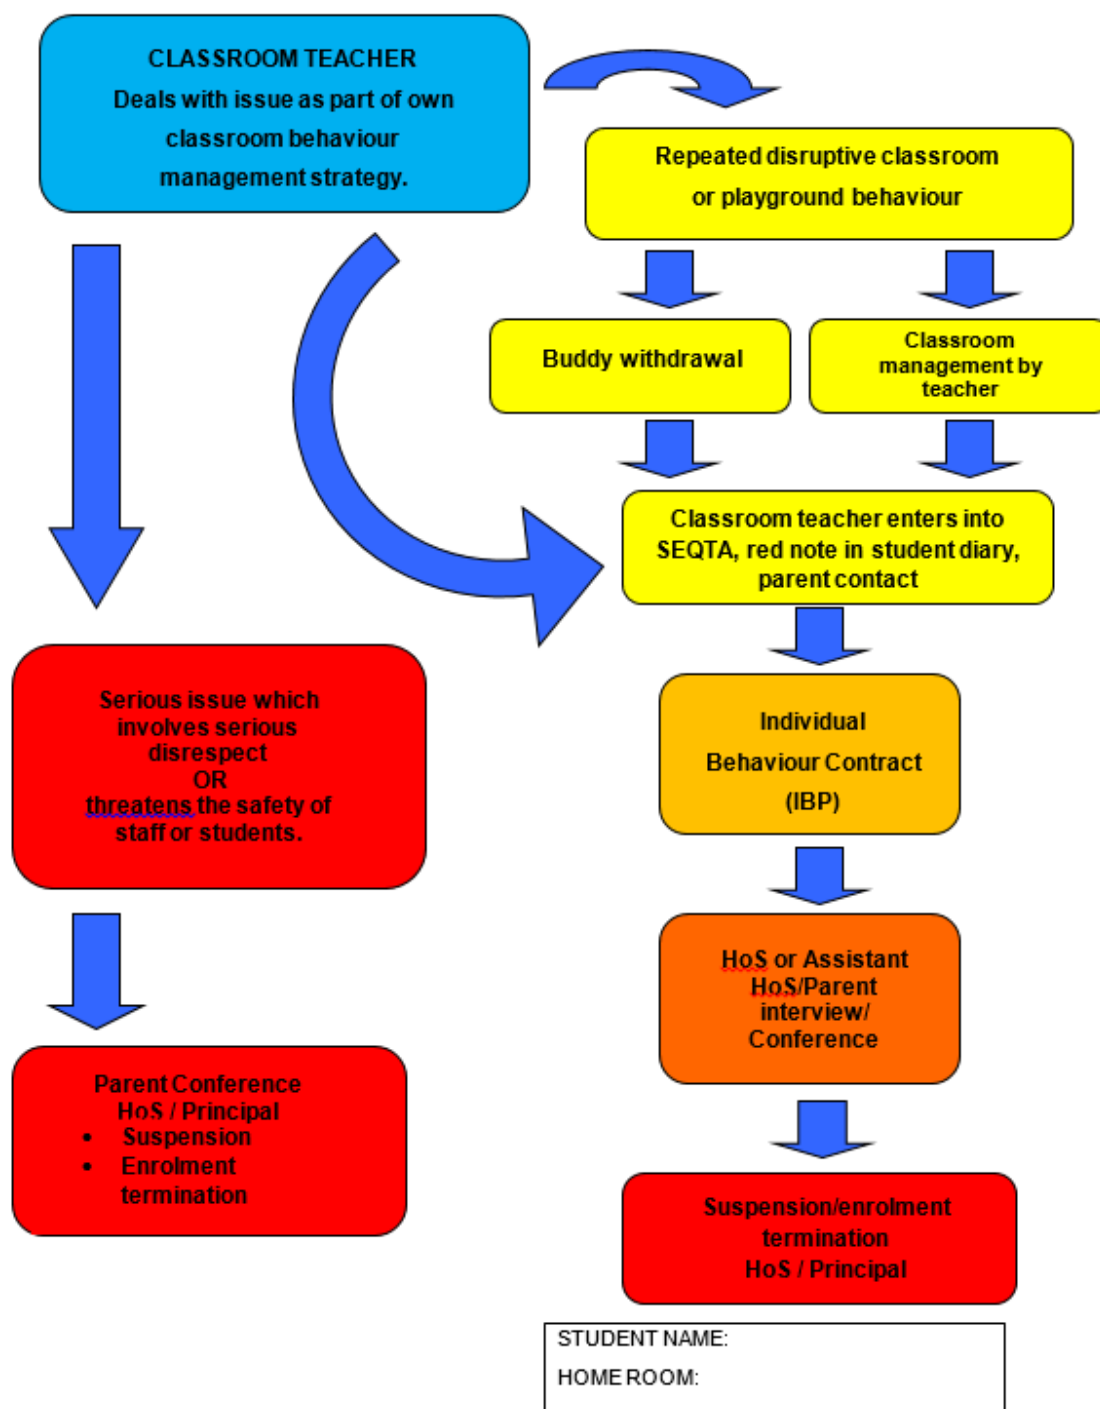 CLASSROOM TEACHER
Deals with issue as part of own
classroom behaviour
management strategy.
Repeated disruptive classroom
or playground behaviour
Buddy withdrawal
Classroom
management by
teacher
Classroom teacher enters into
SEQTA, red note in student diary,
parent contact
Serious issue which
involves serious
disrespect
OR
threatens the safety of
staff or students.
Individual
Behaviour Contract
(IBP)
HoS or Assistant
HoS/Parent
interview/
Conference
Parent Conference
HoS / Principal
• Suspension
• Enrolment
termination
Suspension/enrolment
termination
HoS / Principal
STUDENT NAME:
HOME ROOM: